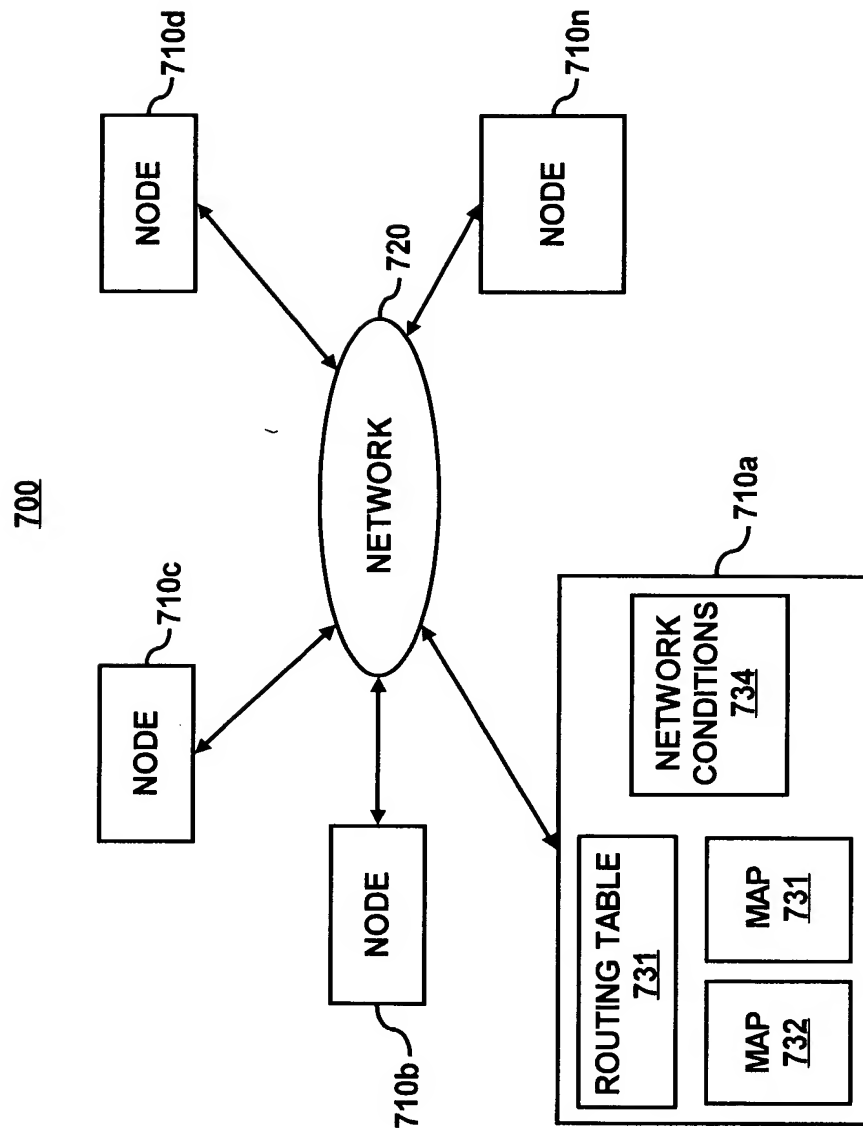 700
710c
NODE
710d
NODE
NODE
710b
NETWORK
720
NODE
710n
710a
ROUTING TABLE
731
NETWORK
CONDITIONS
734
MAP
732
MAP
731